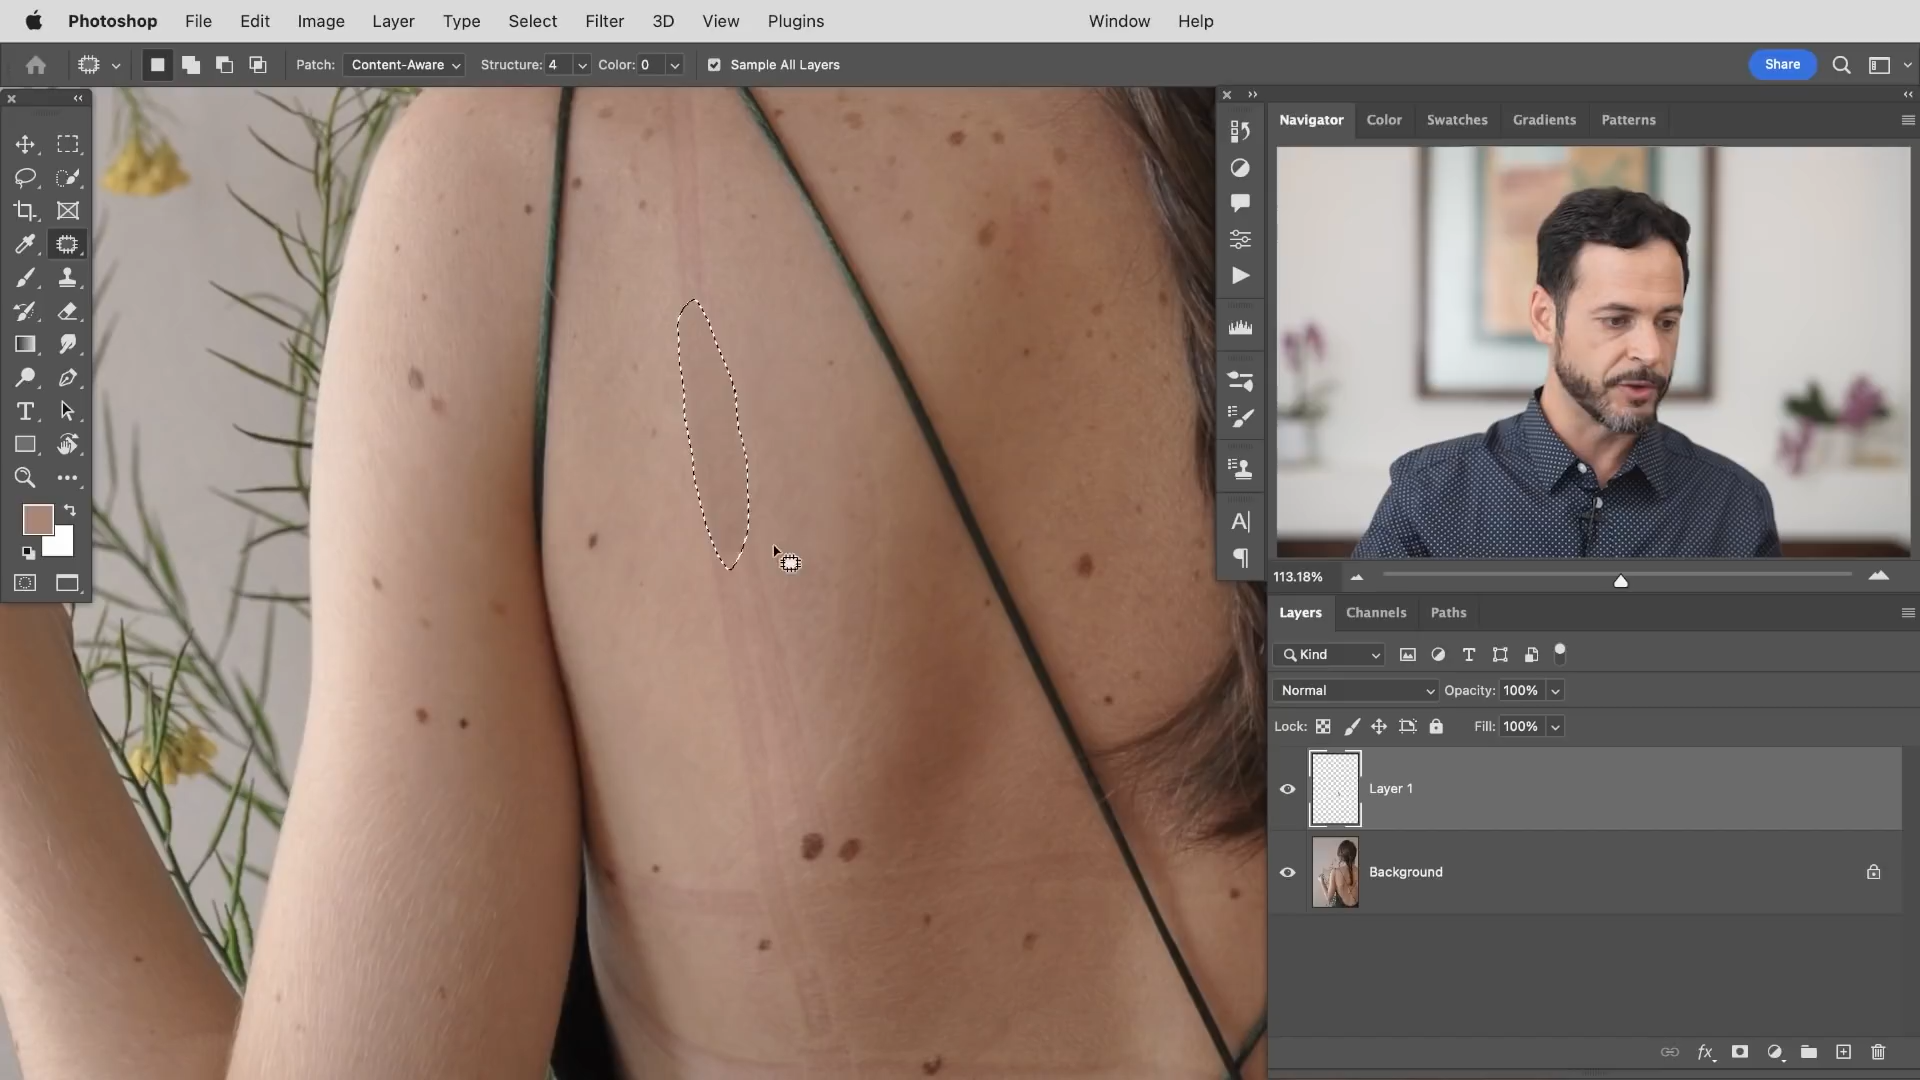 Photoshop File Edit Image Layer Type Select Filter 3D View Plugins Window Help
Patch: Content-Aware Structure: 4 Color: 0 Sample All Layers Share
Navigator Color Swatches Gradients Patterns
113.18%
Layers Channels Paths
Kind
Normal Opacity: 100%
Lock: Fill: 100%
Layer 1
Background